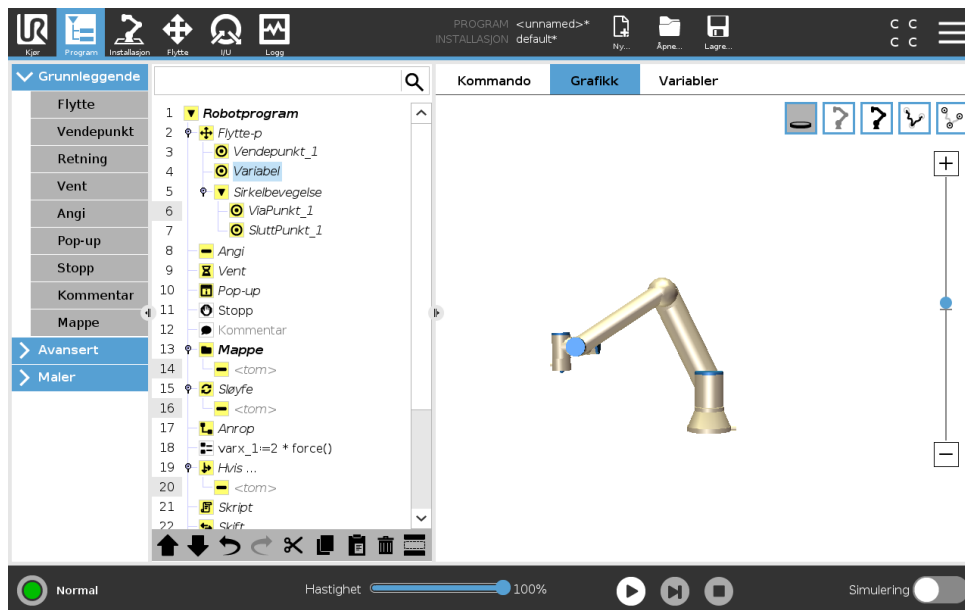 UR
Kjør
Program
Installasjon
Flytte
I/U
Logg
PROGRAM <unnamed>*
INSTALLASJON default*
Ny...
Åpne...
Lagre...
C C
C C
Grunnleggende
Flytte
Vendepunkt
Retning
Vent
Angi
Pop-up
Stopp
Kommentar
Mappe
Avansert
Maler
1 Robotprogram
2 Flytte-p
3 Vendepunkt_1
4 Variabel
5 Sirkelbevegelse
6 ViaPunkt_1
7 SluttPunkt_1
8 Angi
9 Vent
10 Pop-up
11 Stopp
12 Kommentar
13 Mappe
14 <tom>
15 Sløyfe
16 <tom>
17 Anrop
18 varx_1:=2 * force()
19 Hvis ...
20 <tom>
21 Skript
22 Skift
Kommando
Grafikk
Variabler
Normal
Hastighet
100%
Simulering